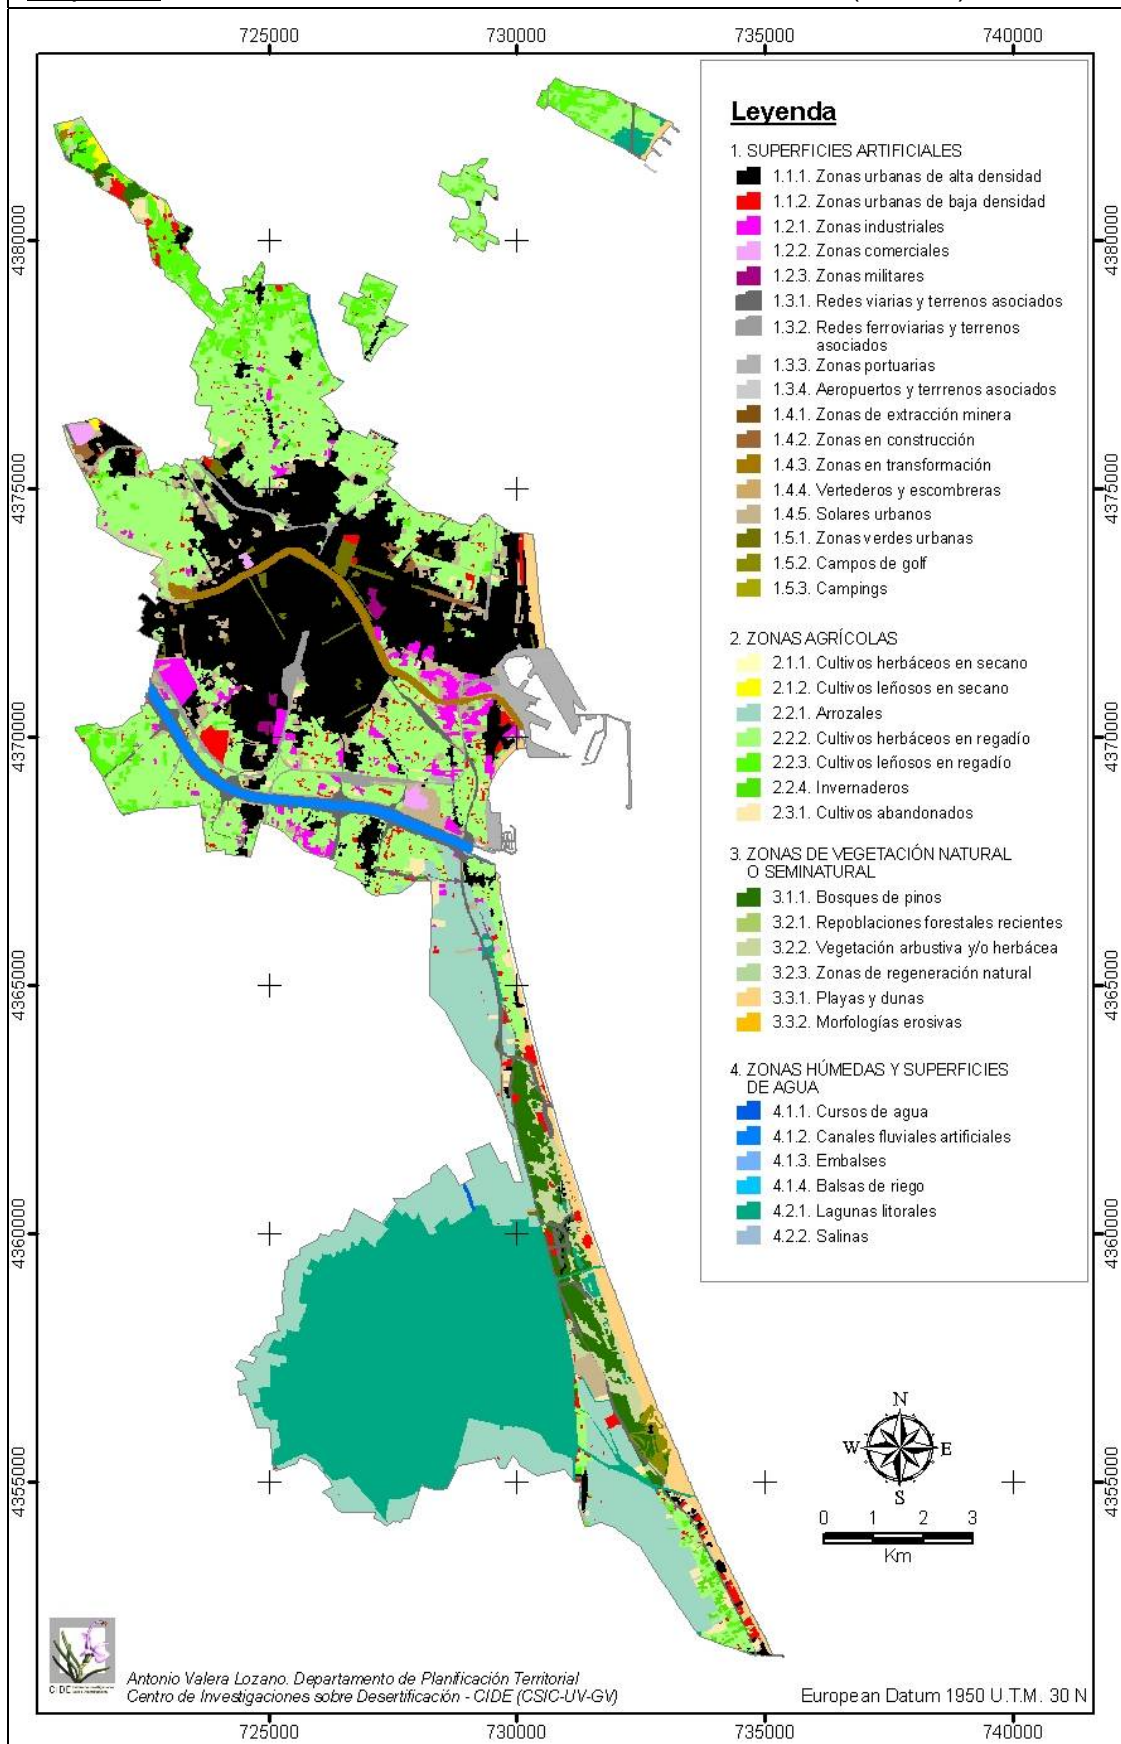 725000 730000 735000 740000
4380000
4375000
4370000
4365000
4360000
4355000
Leyenda
1. SUPERFICIES ARTIFICIALES
1.1.1. Zonas urbanas de alta densidad
1.1.2. Zonas urbanas de baja densidad
1.2.1. Zonas industriales
1.2.2. Zonas comerciales
1.2.3. Zonas militares
1.3.1. Redes viarias y terrenos asociados
1.3.2. Redes ferroviarias y terrenos
asociados
1.3.3. Zonas portuarias
1.3.4. Aeropuertos y terrrenos asociados
1.4.1. Zonas de extracción minera
1.4.2. Zonas en construcción
1.4.3. Zonas en transformación
1.4.4. Vertederos y escombreras
1.4.5. Solares urbanos
1.5.1. Zonas verdes urbanas
1.5.2. Campos de golf
1.5.3. Campings
2. ZONAS AGRÍCOLAS
2.1.1. Cultivos herbáceos en secano
2.1.2. Cultivos leñosos en secano
2.2.1. Arrozales
2.2.2. Cultivos herbáceos en regadío
2.2.3. Cultivos leñosos en regadío
2.2.4. Invernaderos
2.3.1. Cultivos abandonados
3. ZONAS DE VEGETACIÓN NATURAL
O SEMINATURAL
3.1.1. Bosques de pinos
3.2.1. Repoblaciones forestales recientes
3.2.2. Vegetación arbustiva y/o herbácea
3.2.3. Zonas de regeneración natural
3.3.1. Playas y dunas
3.3.2. Morfologías erosivas
4. ZONAS HÚMEDAS Y SUPERFICIES
DE AGUA
4.1.1. Cursos de agua
4.1.2. Canales fluviales artificiales
4.1.3. Embalses
4.1.4. Balsas de riego
4.2.1. Lagunas litorales
4.2.2. Salinas
4380000
4375000
4370000
4365000
4360000
4355000
N
W E
S
0 1 2 3
Km
CIDE
Antonio Valera Lozano. Departamento de Planificación Territorial
Centro de Investigaciones sobre Desertificación - CIDE (CSIC-UV-GV)
European Datum 1950 U.T.M. 30 N
725000 730000 735000 740000